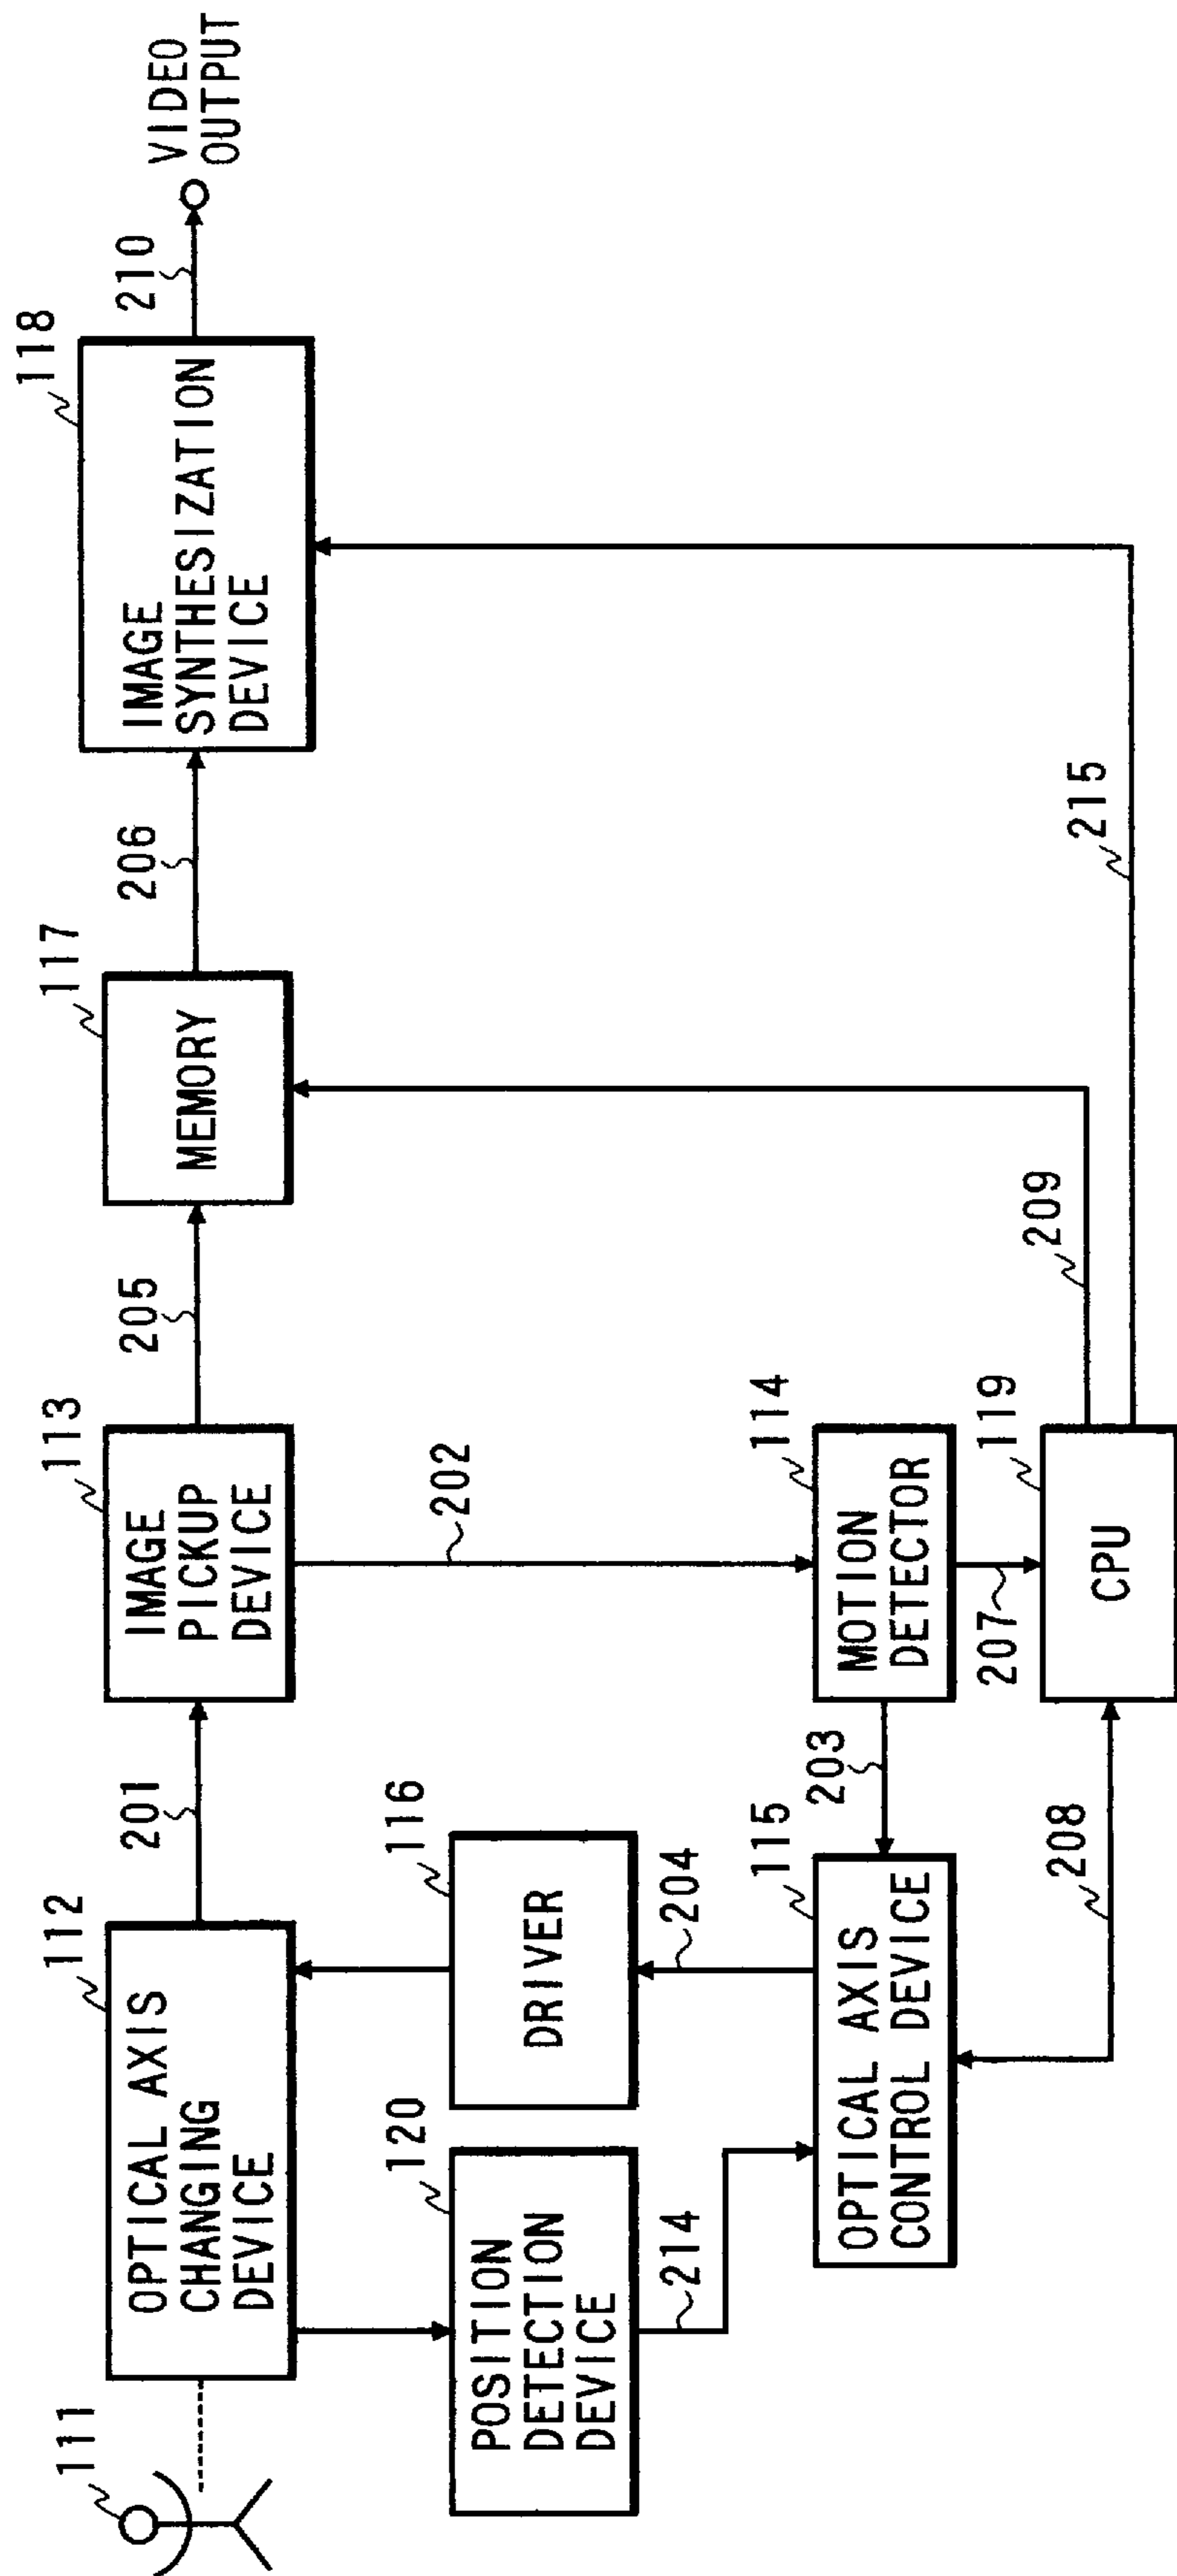 111
112
OPTICAL AXIS
CHANGING
DEVICE
201
113
IMAGE
PICKUP
DEVICE
205
117
MEMORY
206
118
IMAGE
SYNTHESIZATION
DEVICE
210
VIDEO
OUTPUT
120
POSITION
DETECTION
DEVICE
214
116
DRIVER
204
202
115
OPTICAL AXIS
CONTROL DEVICE
203
114
MOTION
DETECTOR
207
208
119
CPU
209
215